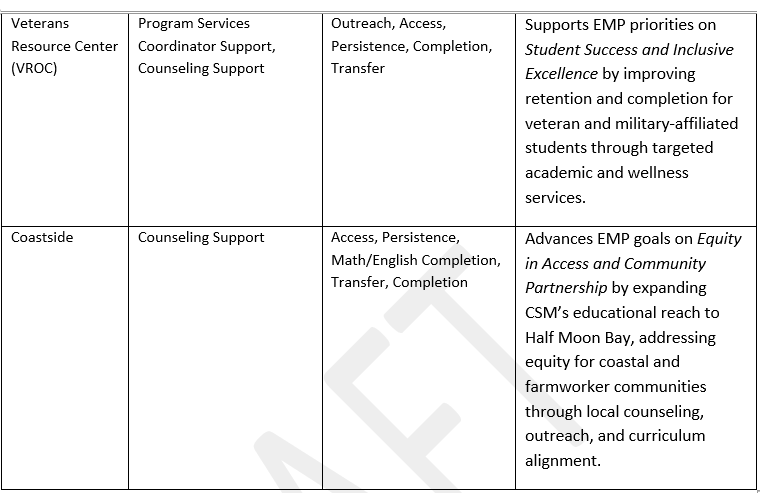 Veterans
Resource Center
(VROC)
Program Services
Coordinator Support,
Counseling Support
Outreach, Access,
Persistence, Completion,
Transfer
Supports EMP priorities on
Student Success and Inclusive
Excellence by improving
retention and completion for
veteran and military-affiliated
students through targeted
academic and wellness
services.
Coastside
Counseling Support
Access, Persistence,
Math/English Completion,
Transfer, Completion
Advances EMP goals on Equity
in Access and Community
Partnership by expanding
CSM’s educational reach to
Half Moon Bay, addressing
equity for coastal and
farmworker communities
through local counseling,
outreach, and curriculum
alignment.
AFT